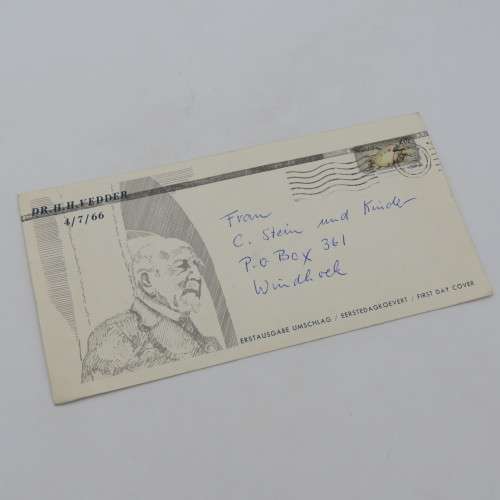 DR. H. H. VEDDER
4/7/66
Frau
C. Stein und Kinder
P.O Box 361
Windhoek
ERSTAUSGABE UMSCHLAG / EERSTEDAGKOEVERT / FIRST DAY COVER